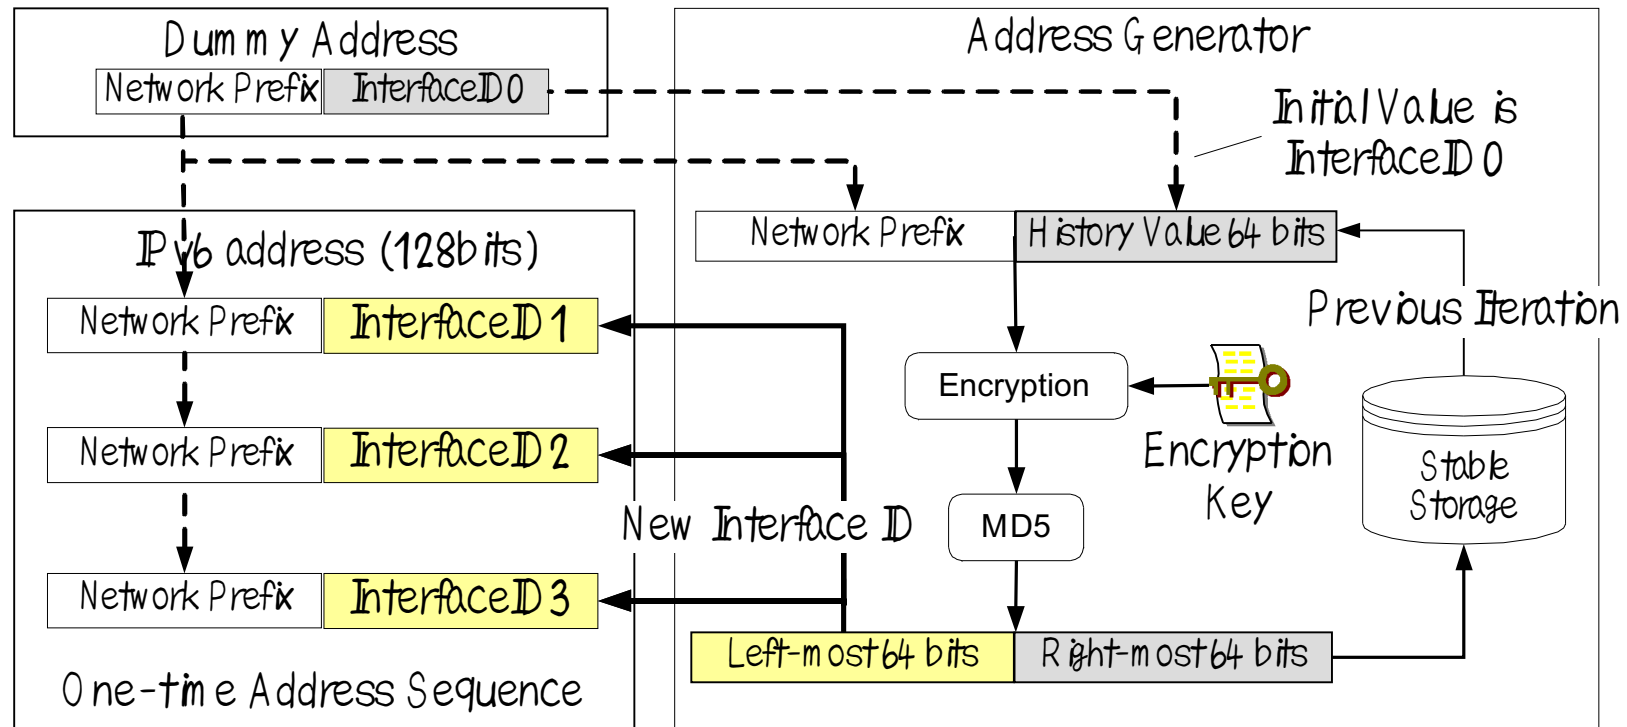 Dummy Address
Network Prefix InterfaceID0
Address Generator
Initial Value is
InterfaceID0
Network Prefix History Value 64 bits
IPv6 address (128bits)
Network Prefix InterfaceID1
Previous Iteration
Encryption
Encryption
Key
Network Prefix InterfaceID2
Stable
Storage
New Interface ID
MD5
Network Prefix InterfaceID3
Left-most 64 bits Right-most 64 bits
One-time Address Sequence